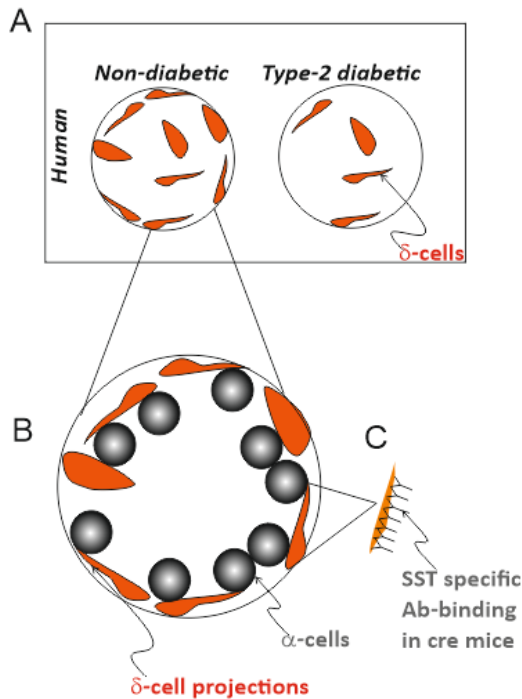 A
Non-diabetic
Type-2 diabetic
Human
δ-cells
B
C
SST specific
Ab-binding
in cre mice
α-cells
δ-cell projections